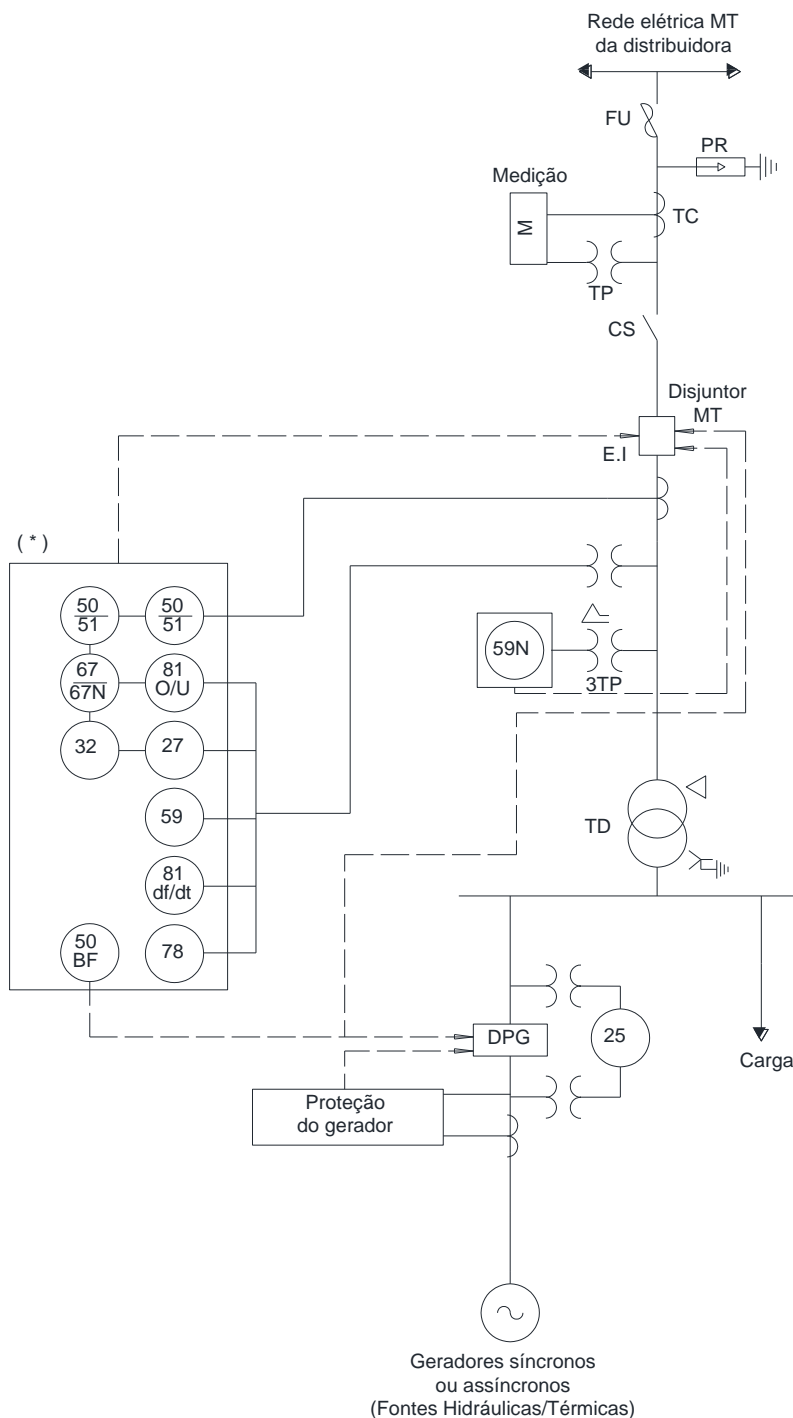 Rede elétrica MT
da distribuidora
FU
PR
Medição
M
TC
TP
CS
Disjuntor
MT
E.I
( * )
50
51
50
51
67
67N
81
O/U
59N
3TP
32
27
59
TD
81
df/dt
50
BF
78
DPG
25
Carga
Proteção
do gerador
Geradores síncronos
ou assíncronos
(Fontes Hidráulicas/Térmicas)